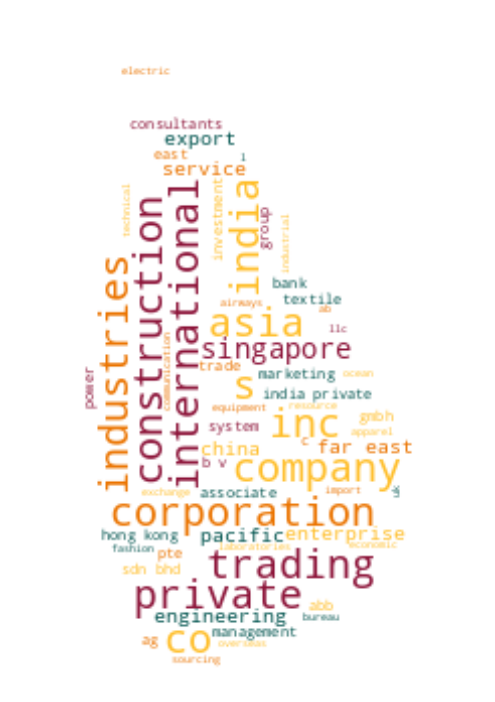 electric
consultants
export
east
l
service
technical
investment
india
group
industrial
construction
international
industries
bank
airways
textile
ab
asia
llc
singapore
communication
trade
power
marketing
ocean
s
india private
equipment
resource
inc
gmbh
system
apparel
c
far east
china
b v
company
exchange
associate
import
corporation
hong kong
pacific
enterprise
fashion
pte
laboratories
economic
trading
sdn bhd
private
abb
engineering
bureau
co
management
ag
overseas
sourcing